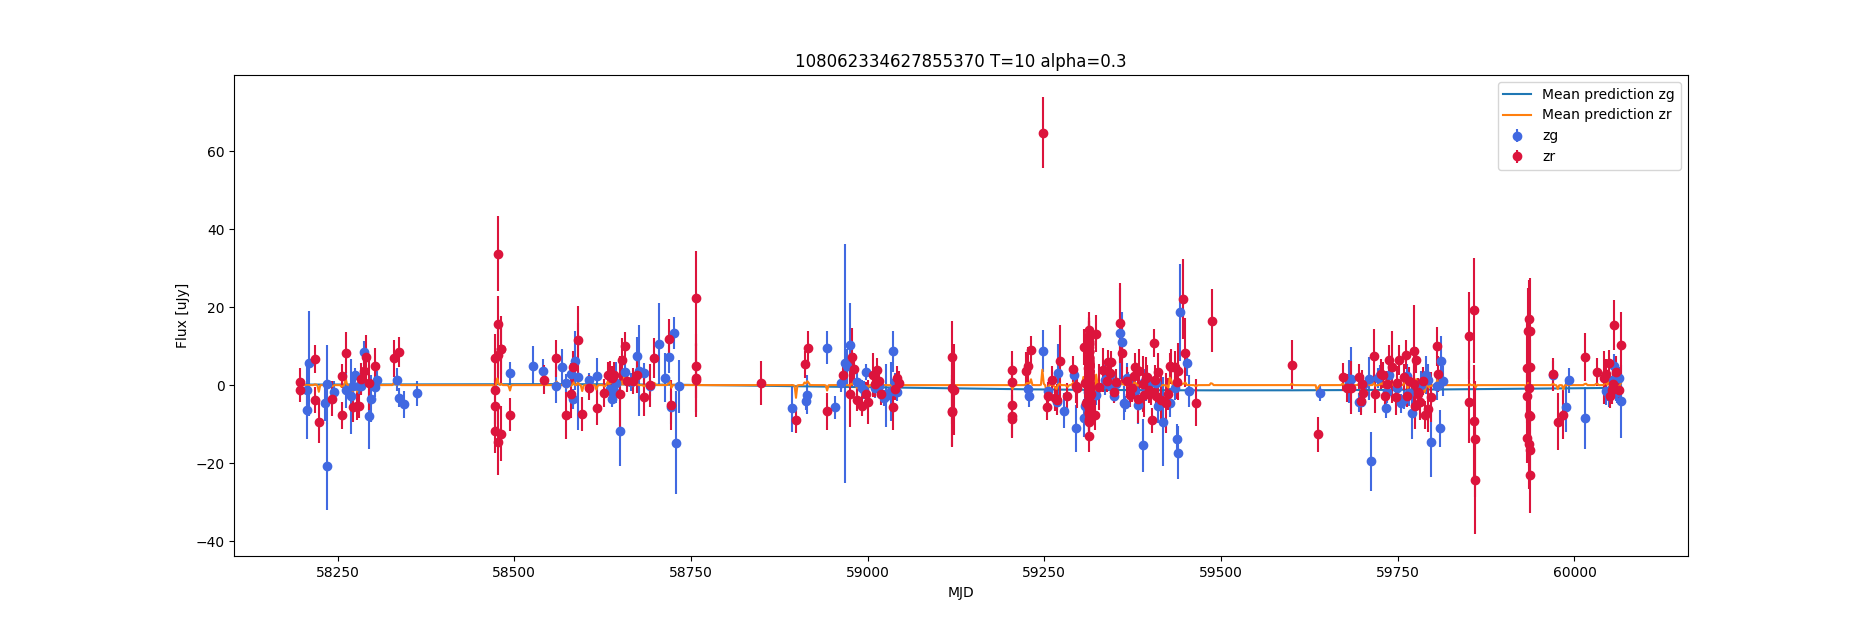 108062334627855370 T=10 alpha=0.3
Mean prediction zg
Mean prediction zr
zg
zr
Flux [uJy]
60
40
20
0
−20
−40
58250 58500 58750 59000 59250 59500 59750 60000
MJD